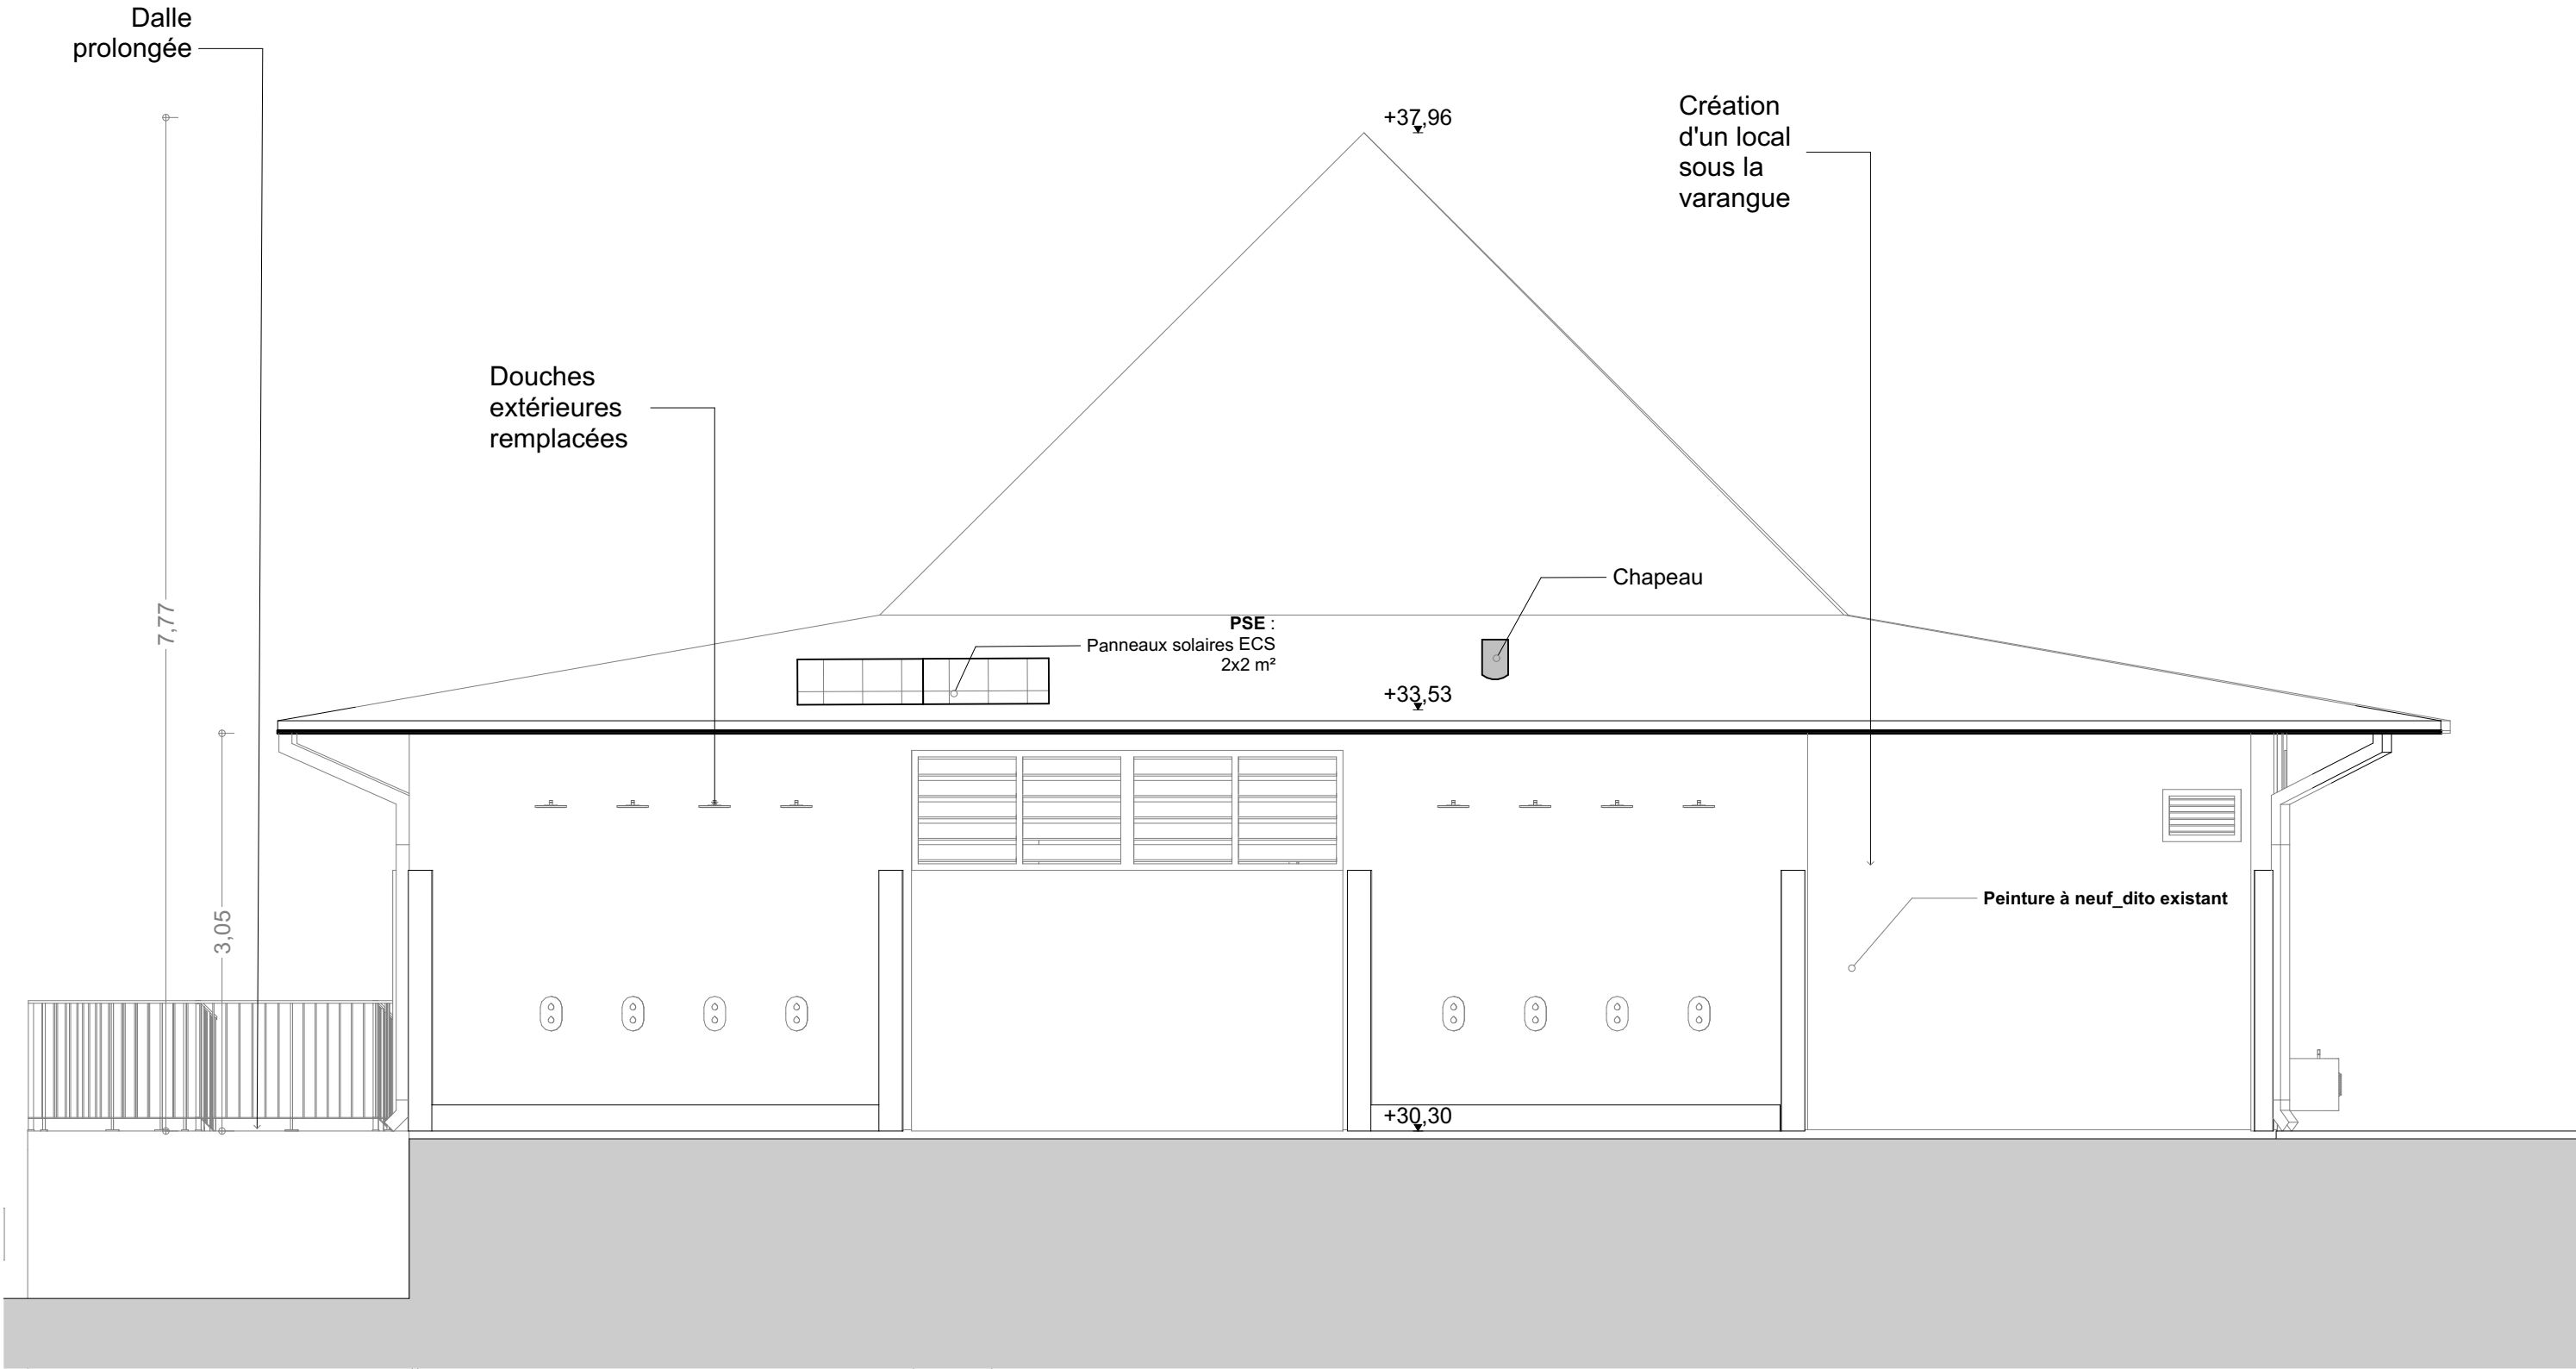 Dalle
prolongée
+37,96
Création
d'un local
sous la
varangue
Douches
extérieures
remplacées
Chapeau
7,77
PSE :
Panneaux solaires ECS
2x2 m²
+33,53
Peinture à neuf_dito existant
3,05
+30,30